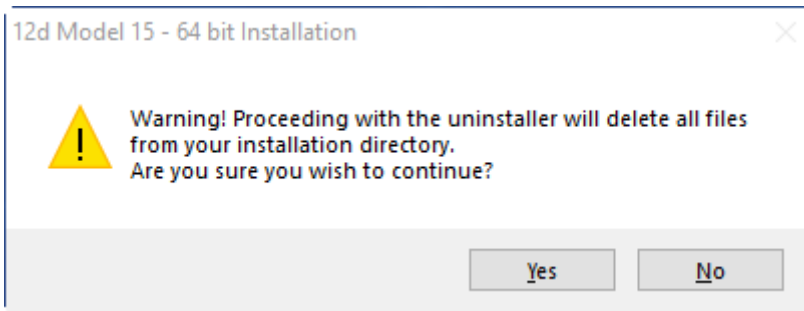 12d Model 15 - 64 bit Installation
Warning! Proceeding with the uninstaller will delete all files
from your installation directory.
Are you sure you wish to continue?
Yes
No